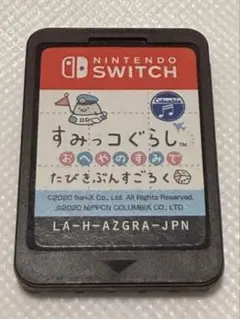 NINTENDO
SWITCH
Columbia
すみっコぐらし™
おへやのすみで
たびきぶんすごろく
©2020 San-X Co., Ltd. All Rights Reserved.
©2020 NIPPON COLUMBIA CO., LTD.
LA-H-AZGRA-JPN